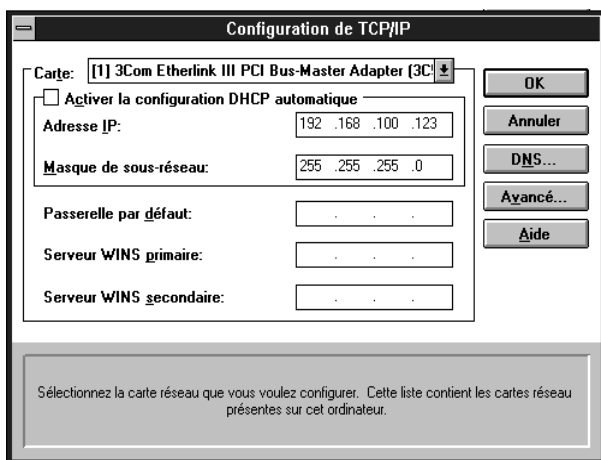 Configuration de TCP/IP
Carte: [1] 3Com Etherlink III PCI Bus-Master Adapter (3C
OK
Activer la configuration DHCP automatique
Adresse IP: 192 .168 .100 .123
Annuler
Masque de sous-réseau: 255 .255 .255 .0
DNS...
Avancé...
Passerelle par défaut: . . .
Aide
Serveur WINS primaire: . . .
Serveur WINS secondaire: . . .
Sélectionnez la carte réseau que vous voulez configurer. Cette liste contient les cartes réseau
présentes sur cet ordinateur.